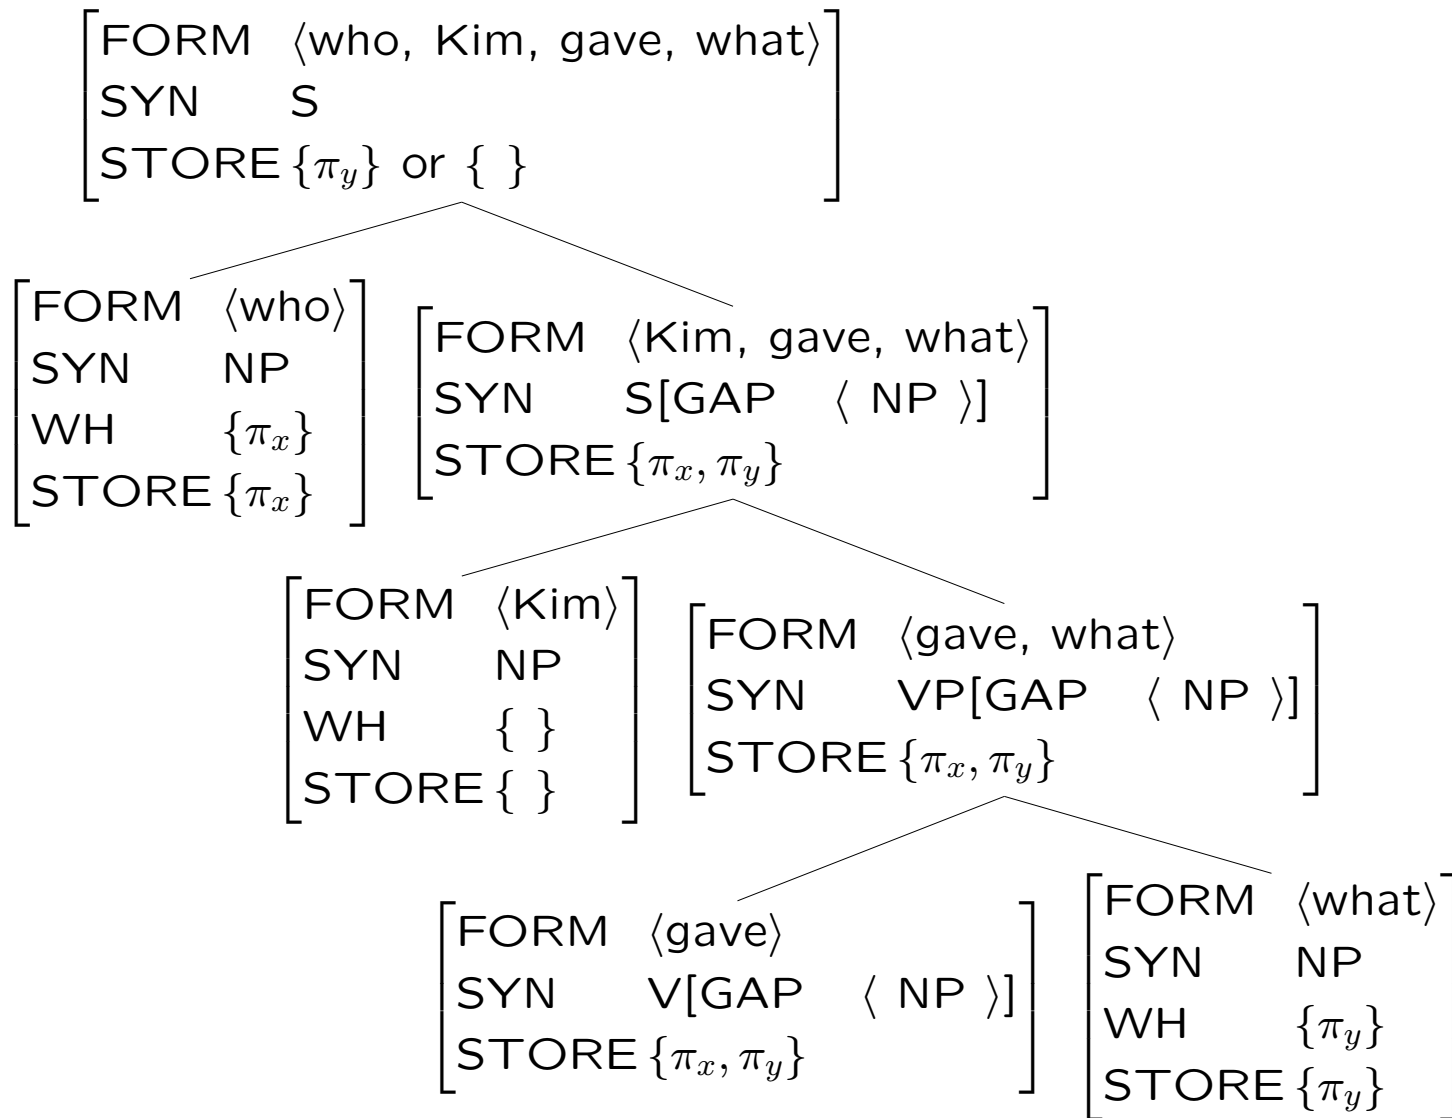 FORM ⟨who, Kim, gave, what⟩
SYN S
STORE {π_y} or { }
FORM ⟨who⟩
SYN NP
WH {π_x}
STORE {π_x}
FORM ⟨Kim, gave, what⟩
SYN S[GAP ⟨ NP ⟩]
STORE {π_x, π_y}
FORM ⟨Kim⟩
SYN NP
WH { }
STORE { }
FORM ⟨gave, what⟩
SYN VP[GAP ⟨ NP ⟩]
STORE {π_x, π_y}
FORM ⟨gave⟩
SYN V[GAP ⟨ NP ⟩]
STORE {π_x, π_y}
FORM ⟨what⟩
SYN NP
WH {π_y}
STORE {π_y}